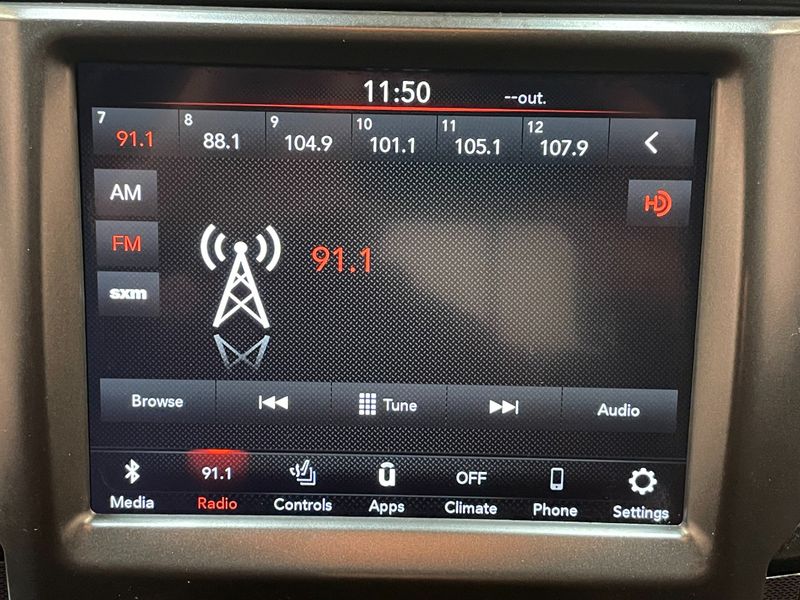 11:50 --out.
7 8 9 10 11 12
91.1 88.1 104.9 101.1 105.1 107.9
AM HD
FM 91.1
sxm
Browse Tune Audio
91.1 OFF
Media Radio Controls Apps Climate Phone Settings